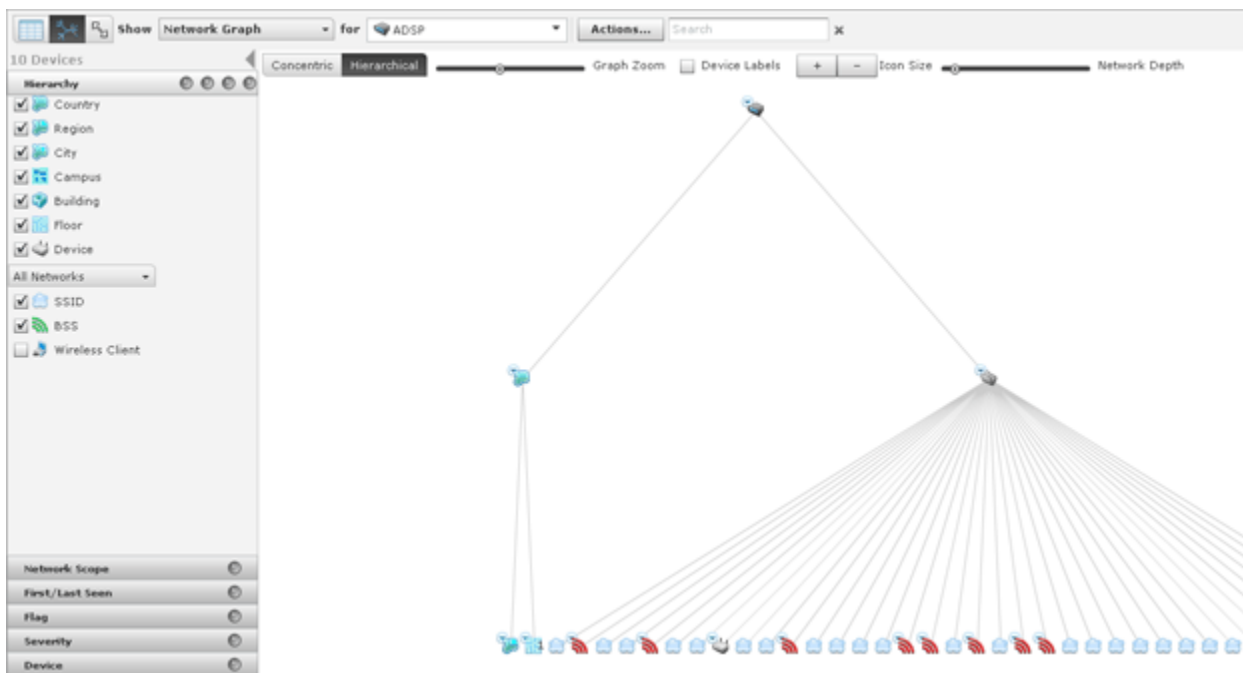 Show Network Graph for ADSP Actions... Search x
10 Devices
Concentric Hierarchical Graph Zoom Device Labels + - Icon Size Network Depth
Hierarchy
Country
Region
City
Campus
Building
Floor
Device
All Networks
SSID
BSS
Wireless Client
Network Scope
First/Last Seen
Flag
Severity
Device